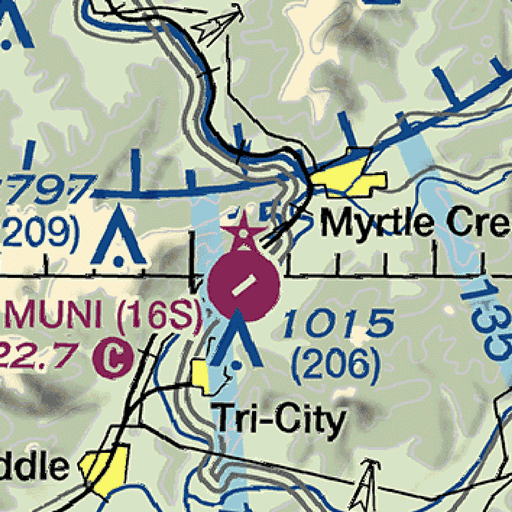 797
209)
Myrtle Cre
MUNI (16S)
22.7 C
1015
(206)
135
Tri-City
ddle